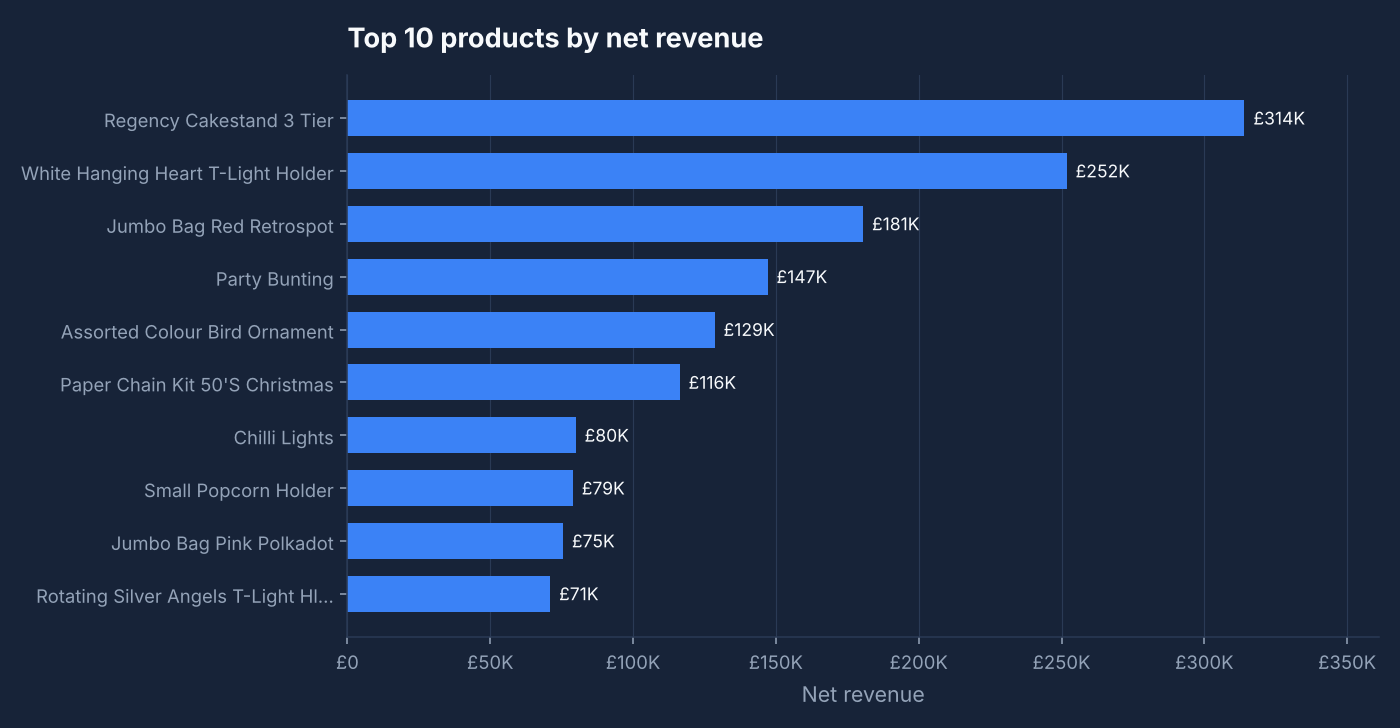 Top 10 products by net revenue
Regency Cakestand 3 Tier £314K
White Hanging Heart T-Light Holder £252K
Jumbo Bag Red Retrospot £181K
Party Bunting £147K
Assorted Colour Bird Ornament £129K
Paper Chain Kit 50'S Christmas £116K
Chilli Lights £80K
Small Popcorn Holder £79K
Jumbo Bag Pink Polkadot £75K
Rotating Silver Angels T-Light Hl... £71K
£0 £50K £100K £150K £200K £250K £300K £350K
Net revenue